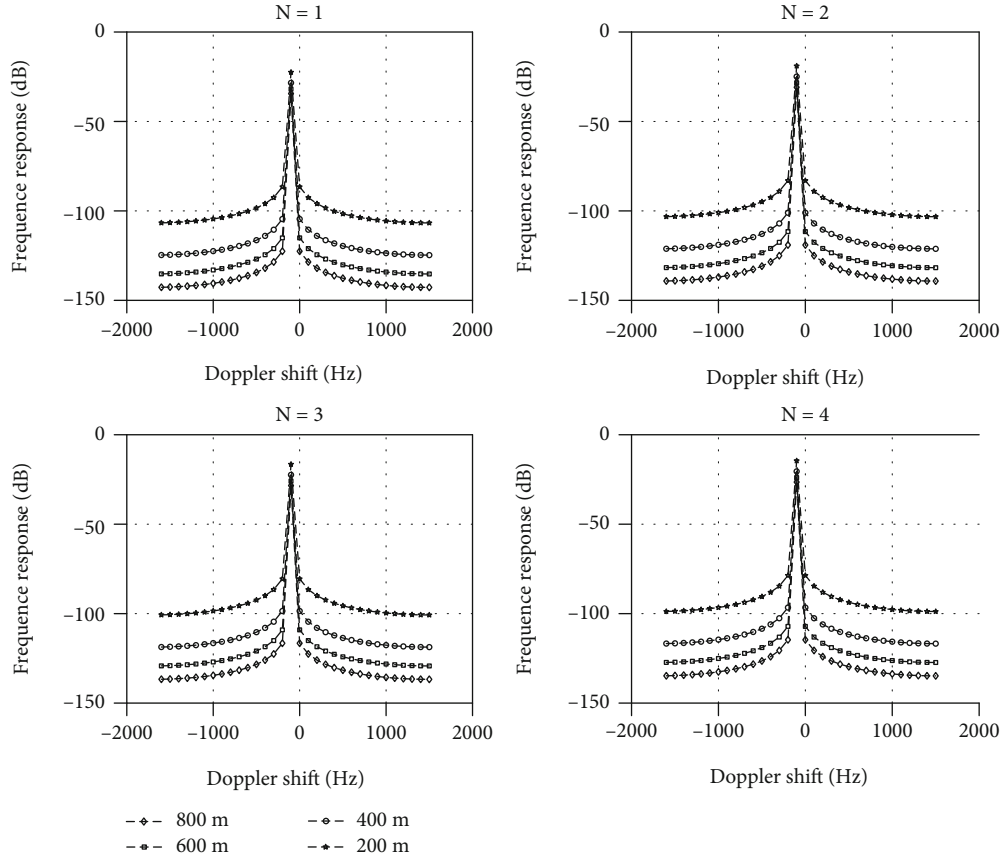 N = 1
0
−50
−100
−150
Frequence response (dB)
−2000 −1000 0 1000 2000
Doppler shift (Hz)
N = 2
0
−50
−100
−150
Frequence response (dB)
−2000 −1000 0 1000 2000
Doppler shift (Hz)
N = 3
0
−50
−100
−150
Frequence response (dB)
−2000 −1000 0 1000 2000
Doppler shift (Hz)
N = 4
0
−50
−100
−150
Frequence response (dB)
−2000 −1000 0 1000 2000
Doppler shift (Hz)
800 m
600 m
400 m
200 m